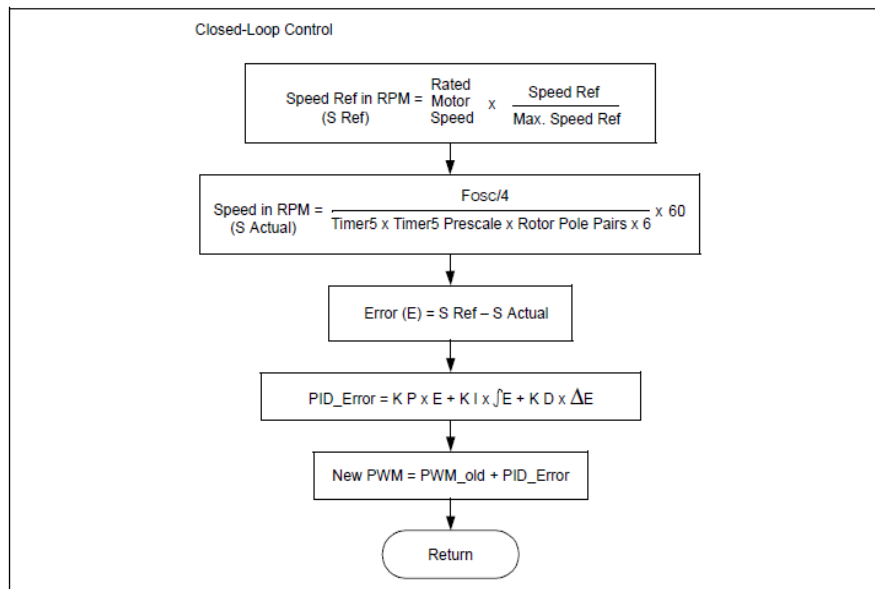 Closed-Loop Control
Speed Ref in RPM = Rated Motor Speed x Speed Ref / Max. Speed Ref
(S Ref)
Speed in RPM = Fosc/4 / Timer5 x Timer5 Prescale x Rotor Pole Pairs x 6 x 60
(S Actual)
Error (E) = S Ref – S Actual
PID_Error = K P x E + K I x ∫E + K D x ΔE
New PWM = PWM_old + PID_Error
Return